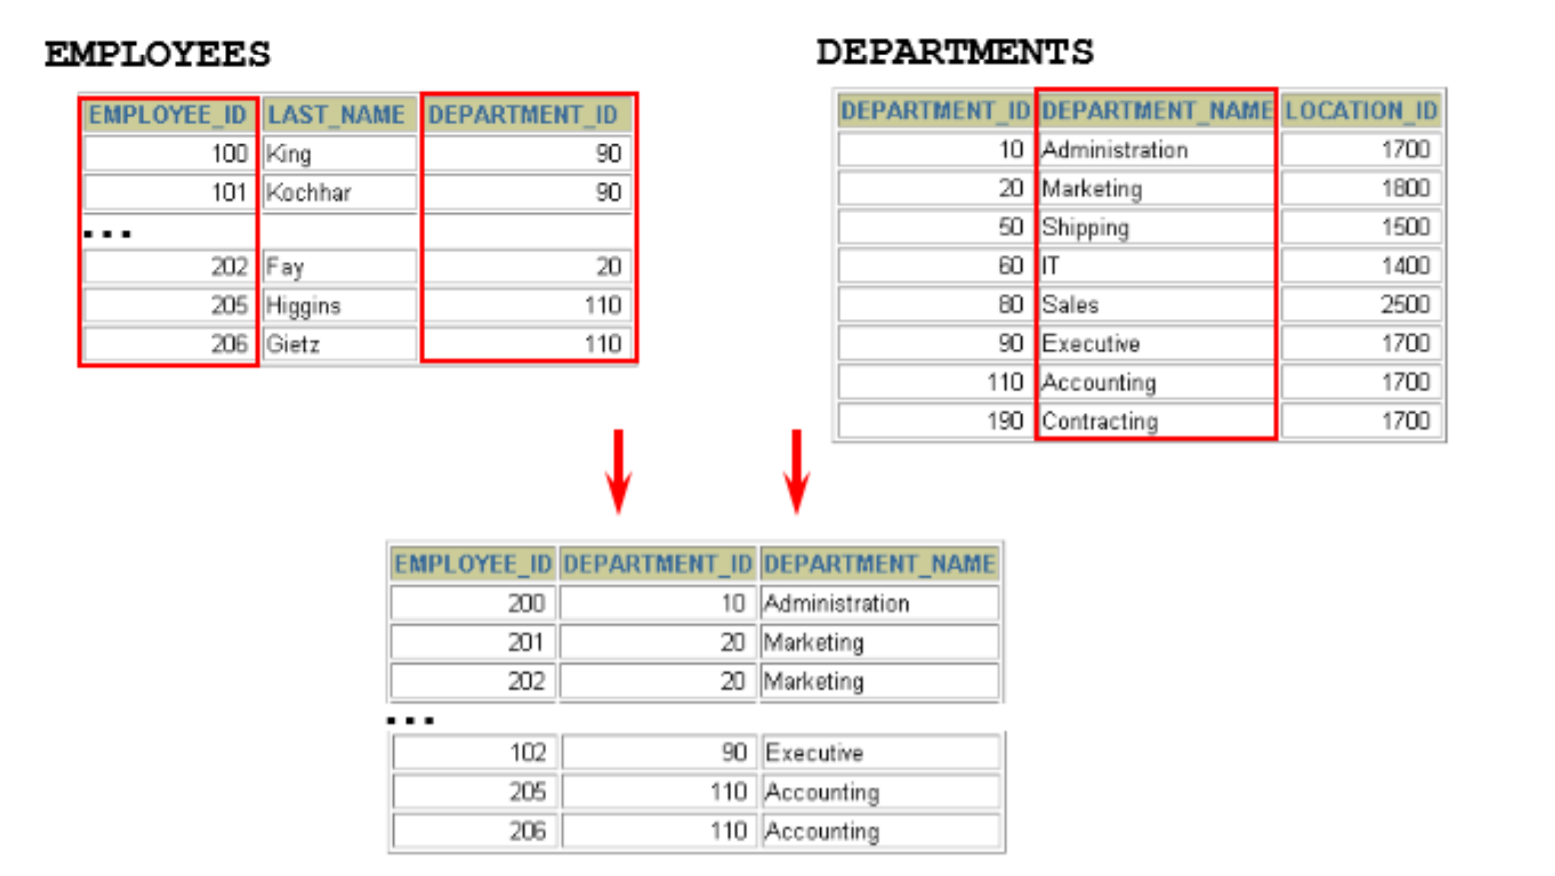 EMPLOYEES
EMPLOYEE_ID LAST_NAME DEPARTMENT_ID
100 King 90
101 Kochhar 90
...
202 Fay 20
205 Higgins 110
206 Gietz 110
DEPARTMENTS
DEPARTMENT_ID DEPARTMENT_NAME LOCATION_ID
10 Administration 1700
20 Marketing 1800
50 Shipping 1500
60 IT 1400
80 Sales 2500
90 Executive 1700
110 Accounting 1700
190 Contracting 1700
EMPLOYEE_ID DEPARTMENT_ID DEPARTMENT_NAME
200 10 Administration
201 20 Marketing
202 20 Marketing
...
102 90 Executive
205 110 Accounting
206 110 Accounting